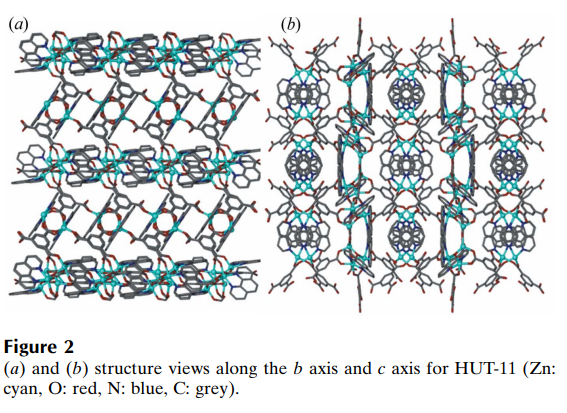 (a)
(b)
Figure 2
(a) and (b) structure views along the b axis and c axis for HUT-11 (Zn:
cyan, O: red, N: blue, C: grey).